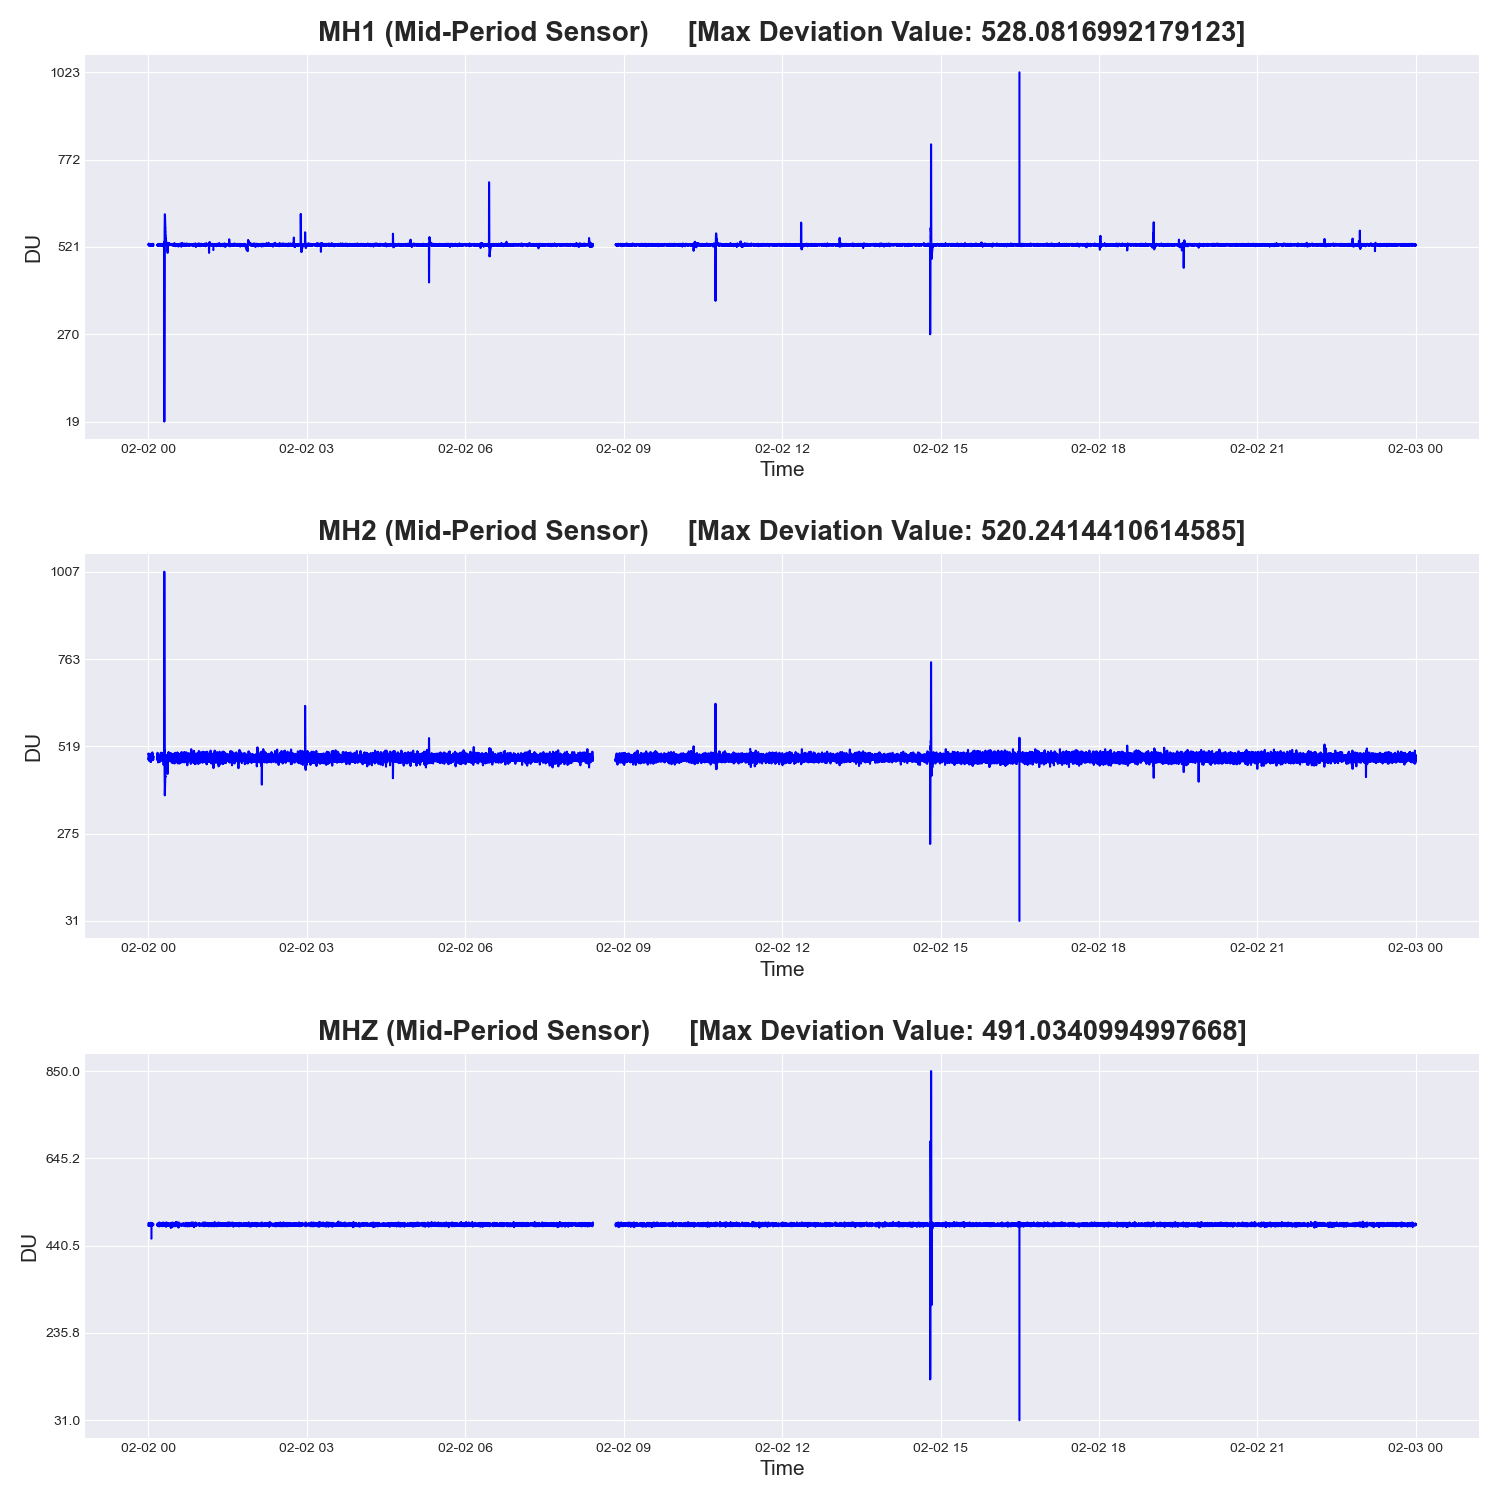 MH1 (Mid-Period Sensor) [Max Deviation Value: 528.0816992179123]
1023
772
521
270
19
DU
02-02 00 02-02 03 02-02 06 02-02 09 02-02 12 02-02 15 02-02 18 02-02 21 02-03 00
Time
MH2 (Mid-Period Sensor) [Max Deviation Value: 520.2414410614585]
1007
763
519
275
31
DU
02-02 00 02-02 03 02-02 06 02-02 09 02-02 12 02-02 15 02-02 18 02-02 21 02-03 00
Time
MHZ (Mid-Period Sensor) [Max Deviation Value: 491.0340994997668]
850.0
645.2
440.5
235.8
31.0
DU
02-02 00 02-02 03 02-02 06 02-02 09 02-02 12 02-02 15 02-02 18 02-02 21 02-03 00
Time